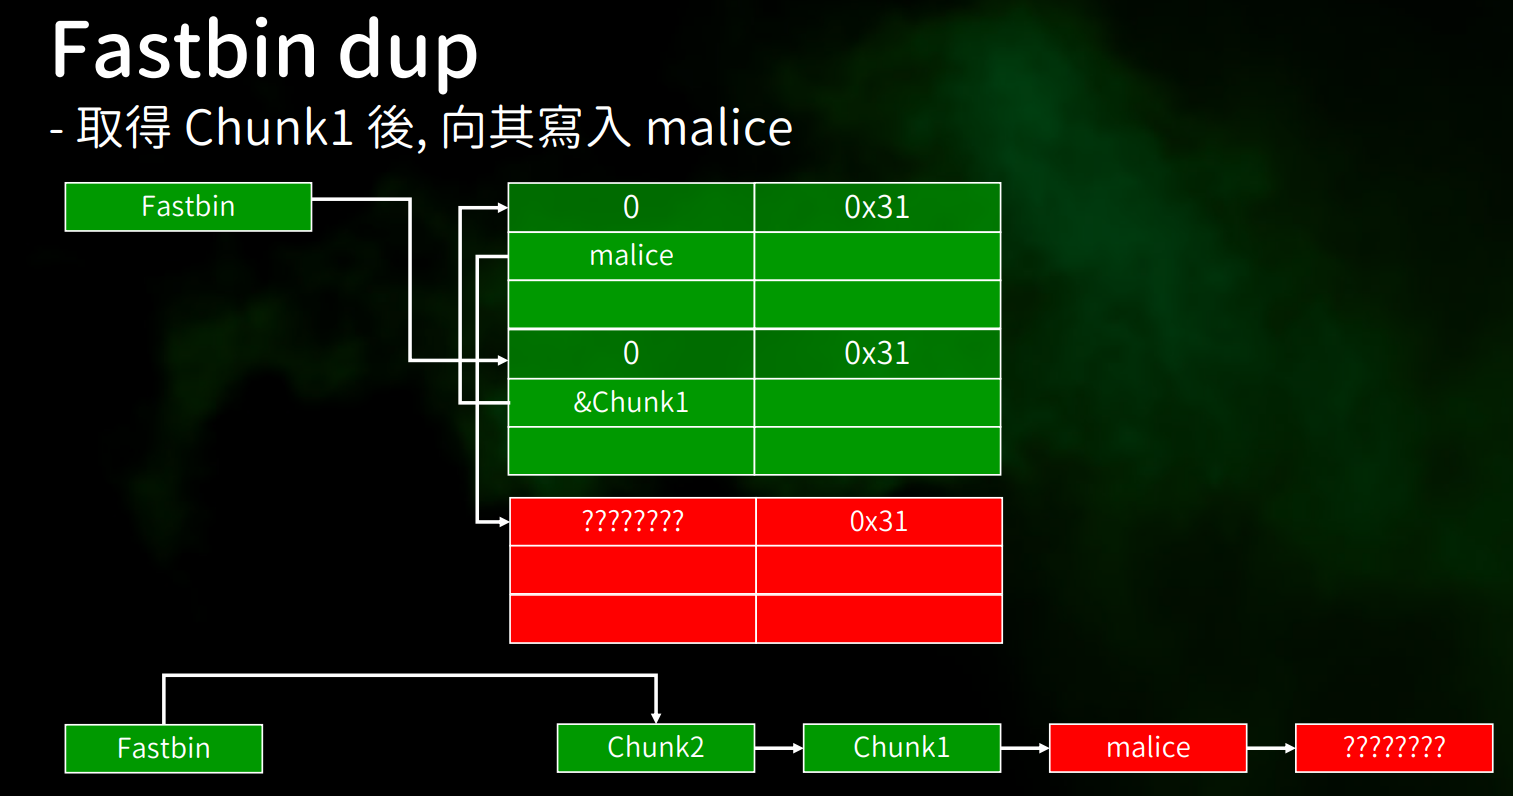 Fastbin dup
- 取得 Chunk1 後, 向其寫入 malice
Fastbin
0 0x31
malice
0 0x31
&Chunk1
???????? 0x31
Fastbin Chunk2 Chunk1 malice ????????